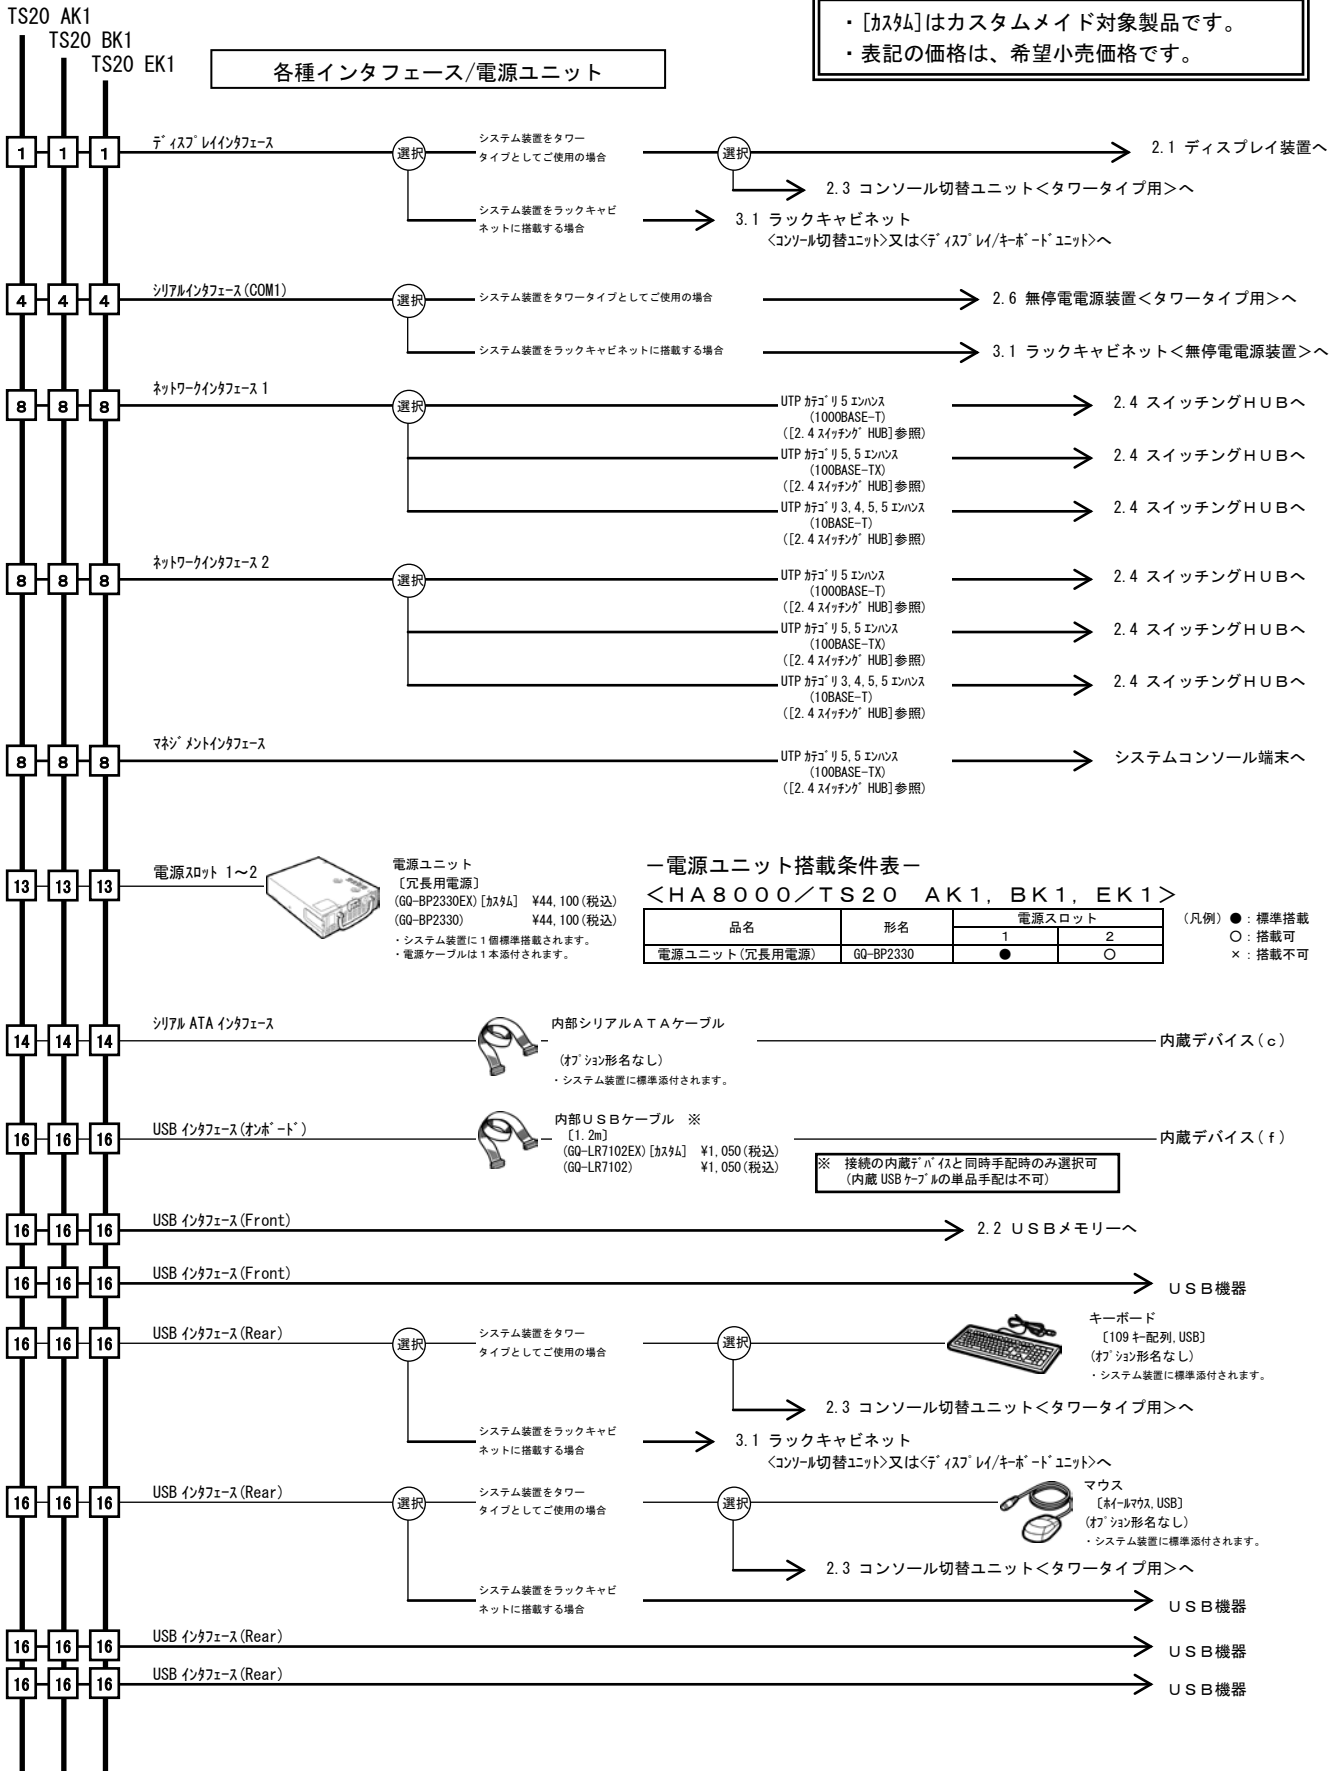 TS20 AK1
TS20 BK1
TS20 EK1
各種インタフェース/電源ユニット
・[ｶｽﾀﾑ]はカスタムメイド対象製品です。
・表記の価格は、希望小売価格です。
1 1 1 ﾃﾞｨｽﾌﾟﾚｲｲﾝﾀﾌｪｰｽ
選択
システム装置をタワー
タイプとしてご使用の場合
選択
2.1 ディスプレイ装置へ
2.3 コンソール切替ユニット＜タワータイプ用＞へ
システム装置をラックキャビ
ネットに搭載する場合
3.1 ラックキャビネット
<ｺﾝｿｰﾙ切替ﾕﾆｯﾄ>又は<ﾃﾞｨｽﾌﾟﾚｲ/ｷｰﾎﾞｰﾄﾞﾕﾆｯﾄ>へ
4 4 4 ｼﾘｱﾙｲﾝﾀﾌｪｰｽ(COM1)
選択
システム装置をタワータイプとしてご使用の場合
2.6 無停電電源装置＜タワータイプ用＞へ
システム装置をラックキャビネットに搭載する場合
3.1 ラックキャビネット＜無停電電源装置＞へ
8 8 8 ﾈｯﾄﾜｰｸｲﾝﾀﾌｪｰｽ 1
選択
UTP ｶﾃｺﾞﾘ 5 ｴﾝﾊﾝｽ
(1000BASE-T)
([2.4 ｽｲｯﾁﾝｸﾞ HUB]参照)
2.4 スイッチングＨＵＢへ
UTP ｶﾃｺﾞﾘ 5,5 ｴﾝﾊﾝｽ
(100BASE-TX)
([2.4 ｽｲｯﾁﾝｸﾞ HUB]参照)
2.4 スイッチングＨＵＢへ
UTP ｶﾃｺﾞﾘ 3,4,5,5 ｴﾝﾊﾝｽ
(10BASE-T)
([2.4 ｽｲｯﾁﾝｸﾞ HUB]参照)
2.4 スイッチングＨＵＢへ
8 8 8 ﾈｯﾄﾜｰｸｲﾝﾀﾌｪｰｽ 2
選択
UTP ｶﾃｺﾞﾘ 5 ｴﾝﾊﾝｽ
(1000BASE-T)
([2.4 ｽｲｯﾁﾝｸﾞ HUB]参照)
2.4 スイッチングＨＵＢへ
UTP ｶﾃｺﾞﾘ 5,5 ｴﾝﾊﾝｽ
(100BASE-TX)
([2.4 ｽｲｯﾁﾝｸﾞ HUB]参照)
2.4 スイッチングＨＵＢへ
UTP ｶﾃｺﾞﾘ 3,4,5,5 ｴﾝﾊﾝｽ
(10BASE-T)
([2.4 ｽｲｯﾁﾝｸﾞ HUB]参照)
2.4 スイッチングＨＵＢへ
8 8 8 ﾏﾈｼﾞﾒﾝﾄｲﾝﾀﾌｪｰｽ
UTP ｶﾃｺﾞﾘ 5,5 ｴﾝﾊﾝｽ
(100BASE-TX)
([2.4 ｽｲｯﾁﾝｸﾞ HUB]参照)
システムコンソール端末へ
13 13 13 電源ｽﾛｯﾄ 1～2
電源ユニット
〔冗長用電源〕
(GQ-BP2330EX)[ｶｽﾀﾑ] ¥44,100(税込)
(GQ-BP2330) ¥44,100(税込)
・システム装置に１個標準搭載されます。
・電源ケーブルは１本添付されます。
－電源ユニット搭載条件表－
＜ＨＡ８０００／ＴＳ２０ ＡＫ１, ＢＫ１, ＥＫ１＞
品名 形名 電源スロット
1 2
電源ユニット(冗長用電源) GQ-BP2330 ● ○
(凡例) ●：標準搭載
○：搭載可
×：搭載不可
14 14 14 ｼﾘｱﾙ ATA ｲﾝﾀﾌｪｰｽ
内部シリアルＡＴＡケーブル
(ｵﾌﾟｼｮﾝ形名なし)
・システム装置に標準添付されます。
内蔵デバイス(ｃ)
16 16 16 USB ｲﾝﾀﾌｪｰｽ(ｵﾝﾎﾞｰﾄﾞ)
内部ＵＳＢケーブル ※
〔1.2m〕
(GQ-LR7102EX)[ｶｽﾀﾑ] ¥1,050(税込)
(GQ-LR7102) ¥1,050(税込)
※ 接続の内蔵ﾃﾞﾊﾞｲｽと同時手配時のみ選択可
(内蔵 USB ｹｰﾌﾞﾙの単品手配は不可)
内蔵デバイス(ｆ)
16 16 16 USB ｲﾝﾀﾌｪｰｽ(Front)
2.2 ＵＳＢメモリーへ
16 16 16 USB ｲﾝﾀﾌｪｰｽ(Front)
ＵＳＢ機器
16 16 16 USB ｲﾝﾀﾌｪｰｽ(Rear)
選択
システム装置をタワー
タイプとしてご使用の場合
選択
キーボード
〔109 ｷｰ配列,USB〕
(ｵﾌﾟｼｮﾝ形名なし)
・システム装置に標準添付されます。
2.3 コンソール切替ユニット＜タワータイプ用＞へ
システム装置をラックキャビ
ネットに搭載する場合
3.1 ラックキャビネット
<ｺﾝｿｰﾙ切替ﾕﾆｯﾄ>又は<ﾃﾞｨｽﾌﾟﾚｲ/ｷｰﾎﾞｰﾄﾞﾕﾆｯﾄ>へ
16 16 16 USB ｲﾝﾀﾌｪｰｽ(Rear)
選択
システム装置をタワー
タイプとしてご使用の場合
選択
マウス
〔ﾎｲｰﾙﾏｳｽ,USB〕
(ｵﾌﾟｼｮﾝ形名なし)
・システム装置に標準添付されます。
2.3 コンソール切替ユニット＜タワータイプ用＞へ
システム装置をラックキャビ
ネットに搭載する場合
ＵＳＢ機器
16 16 16 USB ｲﾝﾀﾌｪｰｽ(Rear)
ＵＳＢ機器
16 16 16 USB ｲﾝﾀﾌｪｰｽ(Rear)
ＵＳＢ機器